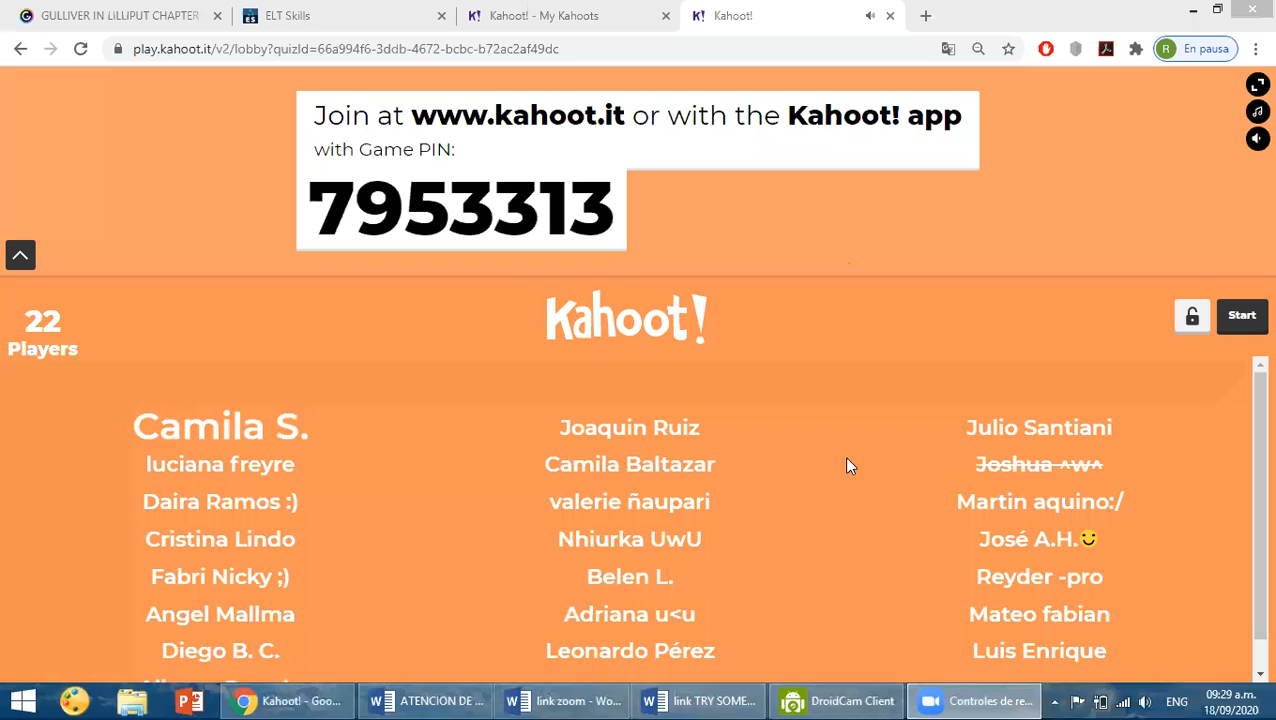 GULLIVER IN LILLIPUT CHAPTER
ELT Skills
Kahoot! - My Kahoots
Kahoot!
play.kahoot.it/v2/lobby?quizId=66a994f6-3ddb-4672-bcbc-b72ac2af49dc
R En pausa
Join at www.kahoot.it or with the Kahoot! app
with Game PIN:
7953313
22
Players
Kahoot!
Start
Camila S. Joaquin Ruiz Julio Santiani
luciana freyre Camila Baltazar Joshua ^w^
Daira Ramos :) valerie ñaupari Martin aquino:/
Cristina Lindo Nhiurka UwU José A.H.
Fabri Nicky ;) Belen L. Reyder -pro
Angel Mallma Adriana u<u Mateo fabian
Diego B. C. Leonardo Pérez Luis Enrique
Kahoot! - Goo... ATENCION DE ... link zoom - Wo... link TRY SOME... DroidCam Client Controles de re... ENG 09:29 a.m.
18/09/2020